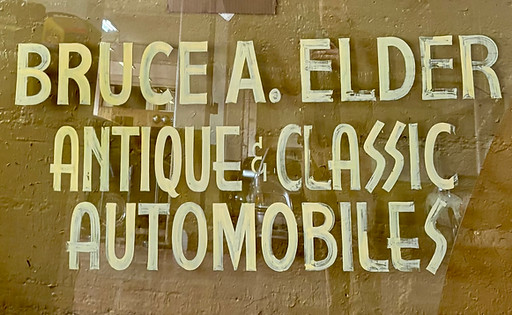 BRUCE A. ELDER
ANTIQUE & CLASSIC
AUTOMOBILES